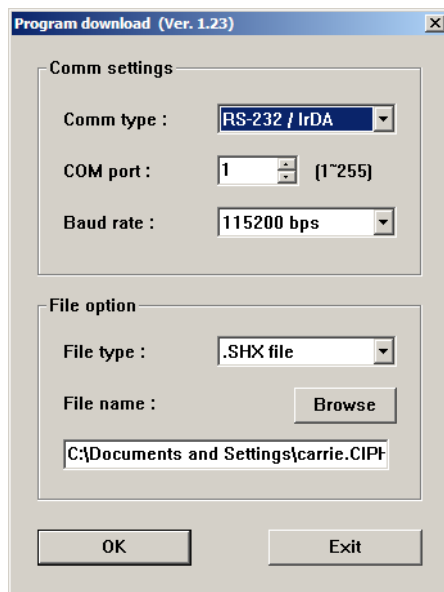 Program download (Ver. 1.23)
Comm settings
Comm type : RS-232 / IrDA
COM port : 1 (1~255)
Baud rate : 115200 bps
File option
File type : .SHX file
File name : Browse
C:\Documents and Settings\carrie.CIPH
OK Exit